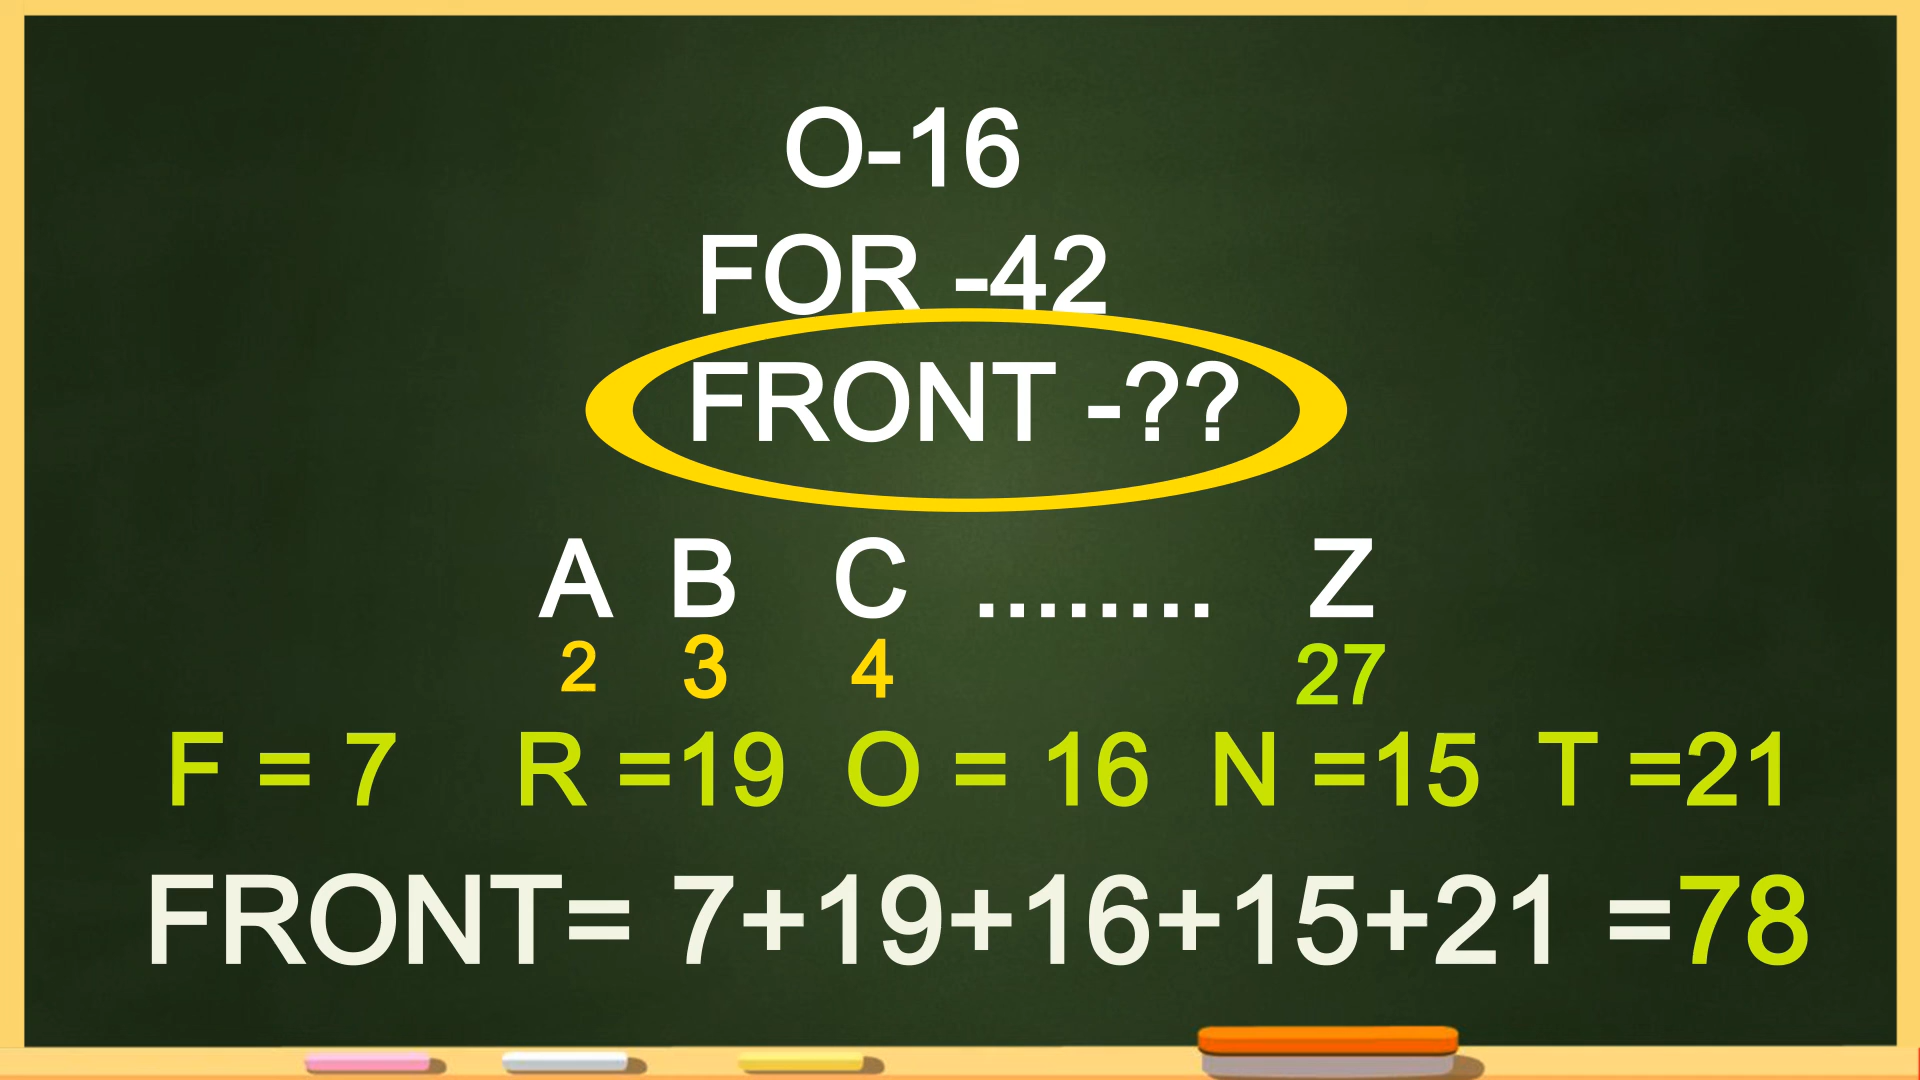 O-16
FOR -42
FRONT -??
A B C ........ Z
2 3 4 27
F = 7 R =19 O = 16 N =15 T =21
FRONT= 7+19+16+15+21 =78